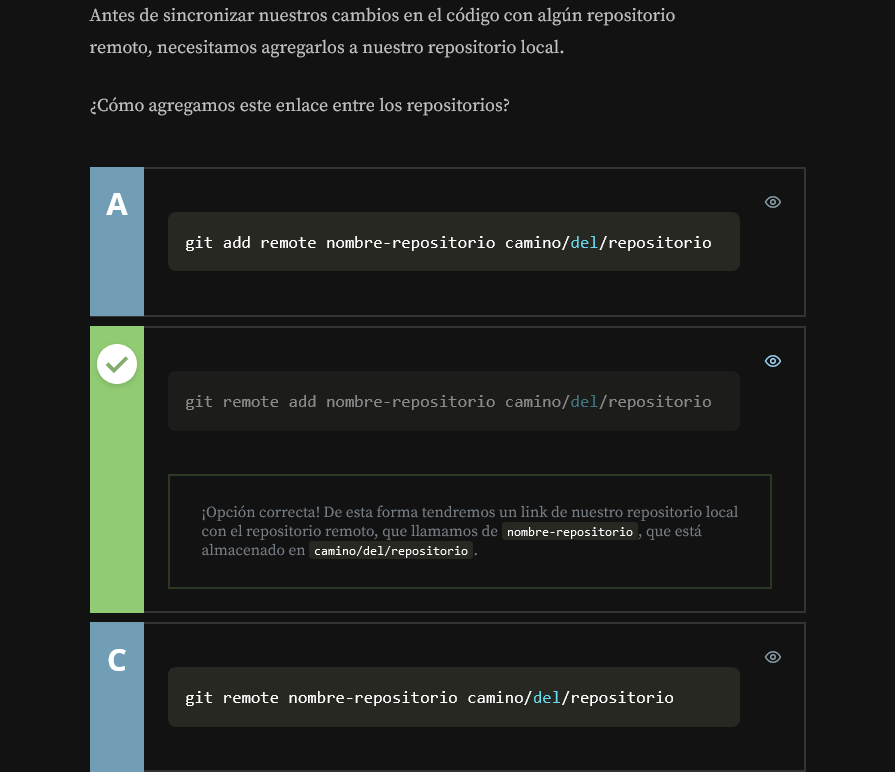 Antes de sincronizar nuestros cambios en el código con algún repositorio
remoto, necesitamos agregarlos a nuestro repositorio local.
¿Cómo agregamos este enlace entre los repositorios?
A
git add remote nombre-repositorio camino/del/repositorio
git remote add nombre-repositorio camino/del/repositorio
¡Opción correcta! De esta forma tendremos un link de nuestro repositorio local
con el repositorio remoto, que llamamos de nombre-repositorio, que está
almacenado en camino/del/repositorio.
C
git remote nombre-repositorio camino/del/repositorio